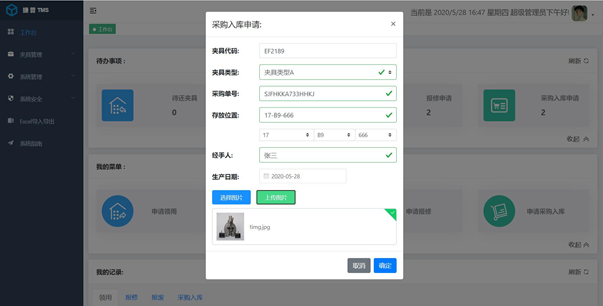 捷普 TMS
当前是 2020/5/28 16:47 星期四 超级管理员下午好!
工作台
夹具管理
系统管理
系统安全
Excel导入导出
系统指南
工作台
待办事项:
刷新
待还夹具
0
报修申请
2
采购入库申请
2
收起
我的菜单:
申请领用
申请报修
申请采购入库
收起
我的记录:
刷新
领用
报修
报废
采购入库
采购入库申请:
×
夹具代码:
EF2189
夹具类型:
夹具类型A
采购单号:
SJFHKKA733HHKJ
存放位置:
17-B9-666
17
B9
666
经手人:
张三
生产日期:
2020-05-28
选择图片
上传图片
timg.jpg
取消
确定